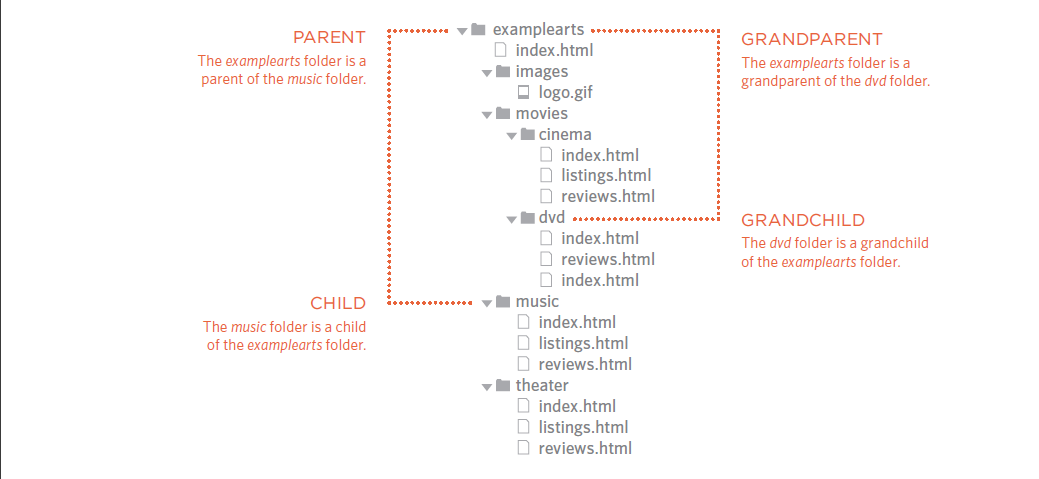 PARENT
The examplearts folder is a
parent of the music folder.
CHILD
The music folder is a child
of the examplearts folder.
examplearts
index.html
images
logo.gif
movies
cinema
index.html
listings.html
reviews.html
dvd
index.html
reviews.html
index.html
music
index.html
listings.html
reviews.html
theater
index.html
listings.html
reviews.html
GRANDPARENT
The examplearts folder is a
grandparent of the dvd folder.
GRANDCHILD
The dvd folder is a grandchild
of the examplearts folder.